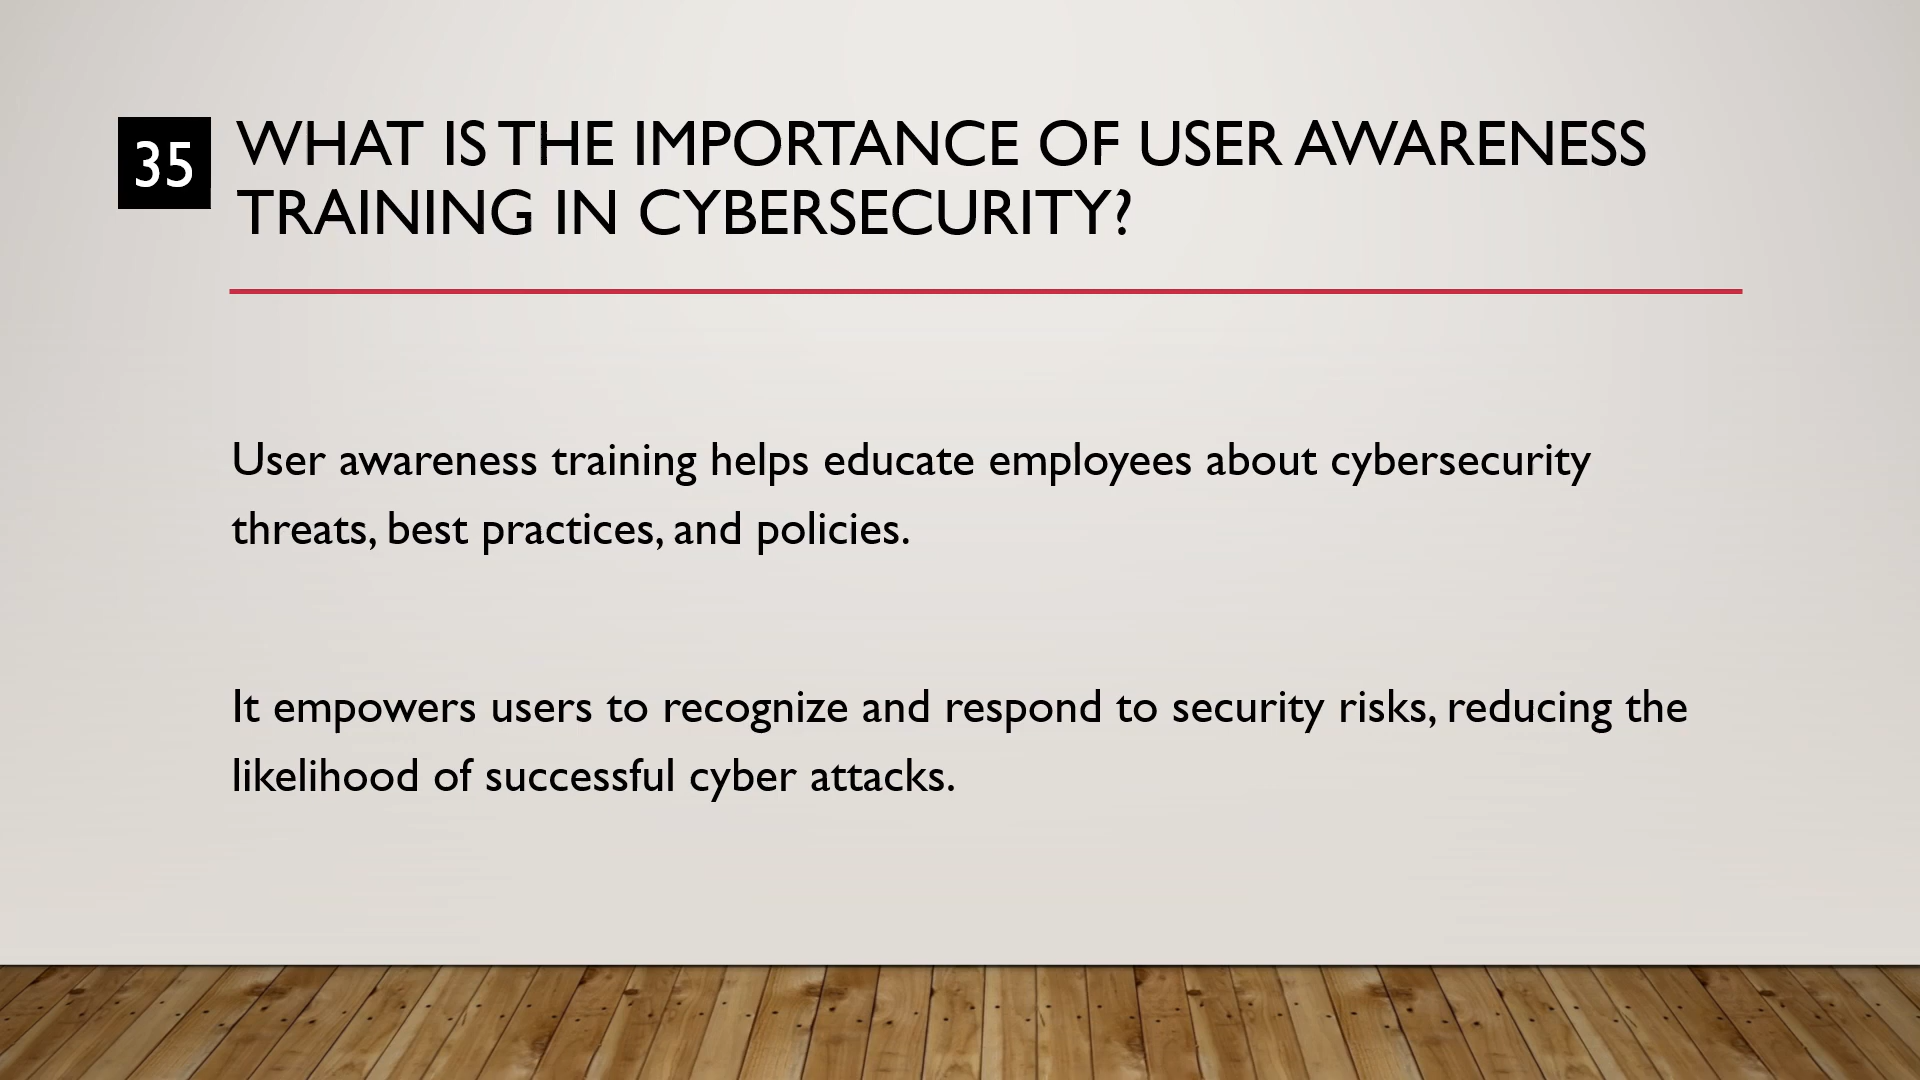 35
WHAT IS THE IMPORTANCE OF USER AWARENESS
TRAINING IN CYBERSECURITY?
User awareness training helps educate employees about cybersecurity
threats, best practices, and policies.
It empowers users to recognize and respond to security risks, reducing the
likelihood of successful cyber attacks.